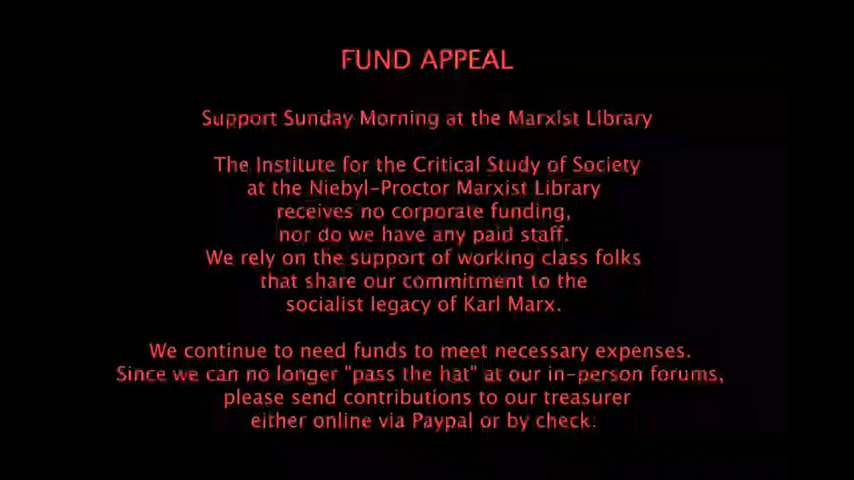 FUND APPEAL
Support Sunday Morning at the Marxist Library
The Institute for the Critical Study of Society
at the Niebyl-Proctor Marxist Library
receives no corporate funding,
nor do we have any paid staff.
We rely on the support of working class folks
that share our commitment to the
socialist legacy of Karl Marx.
We continue to need funds to meet necessary expenses.
Since we can no longer "pass the hat" at our in-person forums,
please send contributions to our treasurer
either online via Paypal or by check: